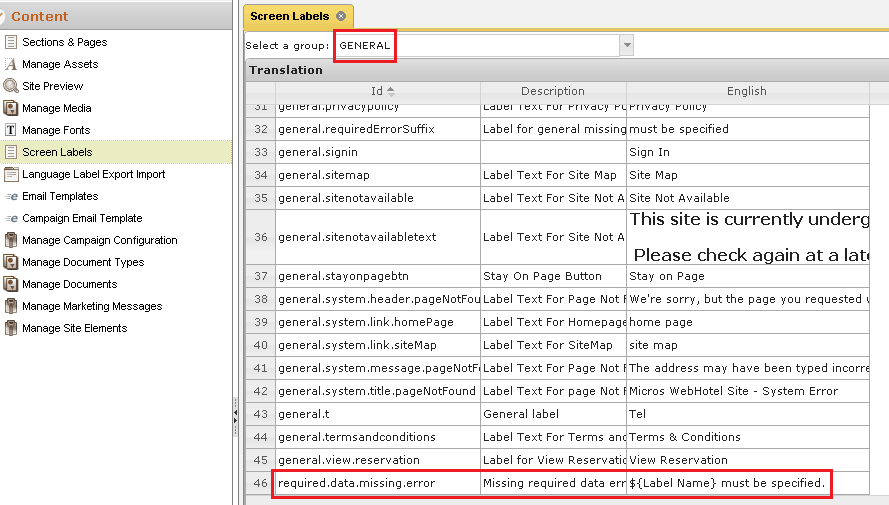 Content
Sections & Pages
Manage Assets
Site Preview
Manage Media
Manage Fonts
Screen Labels
Language Label Export Import
Email Templates
Campaign Email Template
Manage Campaign Configuration
Manage Document Types
Manage Documents
Manage Marketing Messages
Manage Site Elements
Screen Labels
Select a group: GENERAL
Translation
Id Description English
31 general.privacypolicy Label Text For Privacy Po Privacy Policy
32 general.requiredErrorSuffix Label for general missing must be specified
33 general.signin Sign In
34 general.sitemap Label Text For Site Map Site Map
35 general.sitenotavailable Label Text For Site Not A Site Not Available
36 general.sitenotavailabletext Label Text For Site Not A This site is currently underg
Please check again at a late
37 general.stayonpagebtn Stay On Page Button Stay on Page
38 general.system.header.pageNotFou Label Text For Page Not F We're sorry, but the page you requested u
39 general.system.link.homePage Label Text For Homepage home page
40 general.system.link.siteMap Label Text For SiteMap site map
41 general.system.message.pageNotF Label Text For Page Not F The address may have been typed incorre
42 general.system.title.pageNotFound Label Text For page Not F Micros WebHotel Site - System Error
43 general.t General label Tel
44 general.termsandconditions Label Text For Terms and Terms & Conditions
45 general.view.reservation Label for View Reservatio View Reservation
46 required.data.missing.error Missing required data err ${Label Name} must be specified.